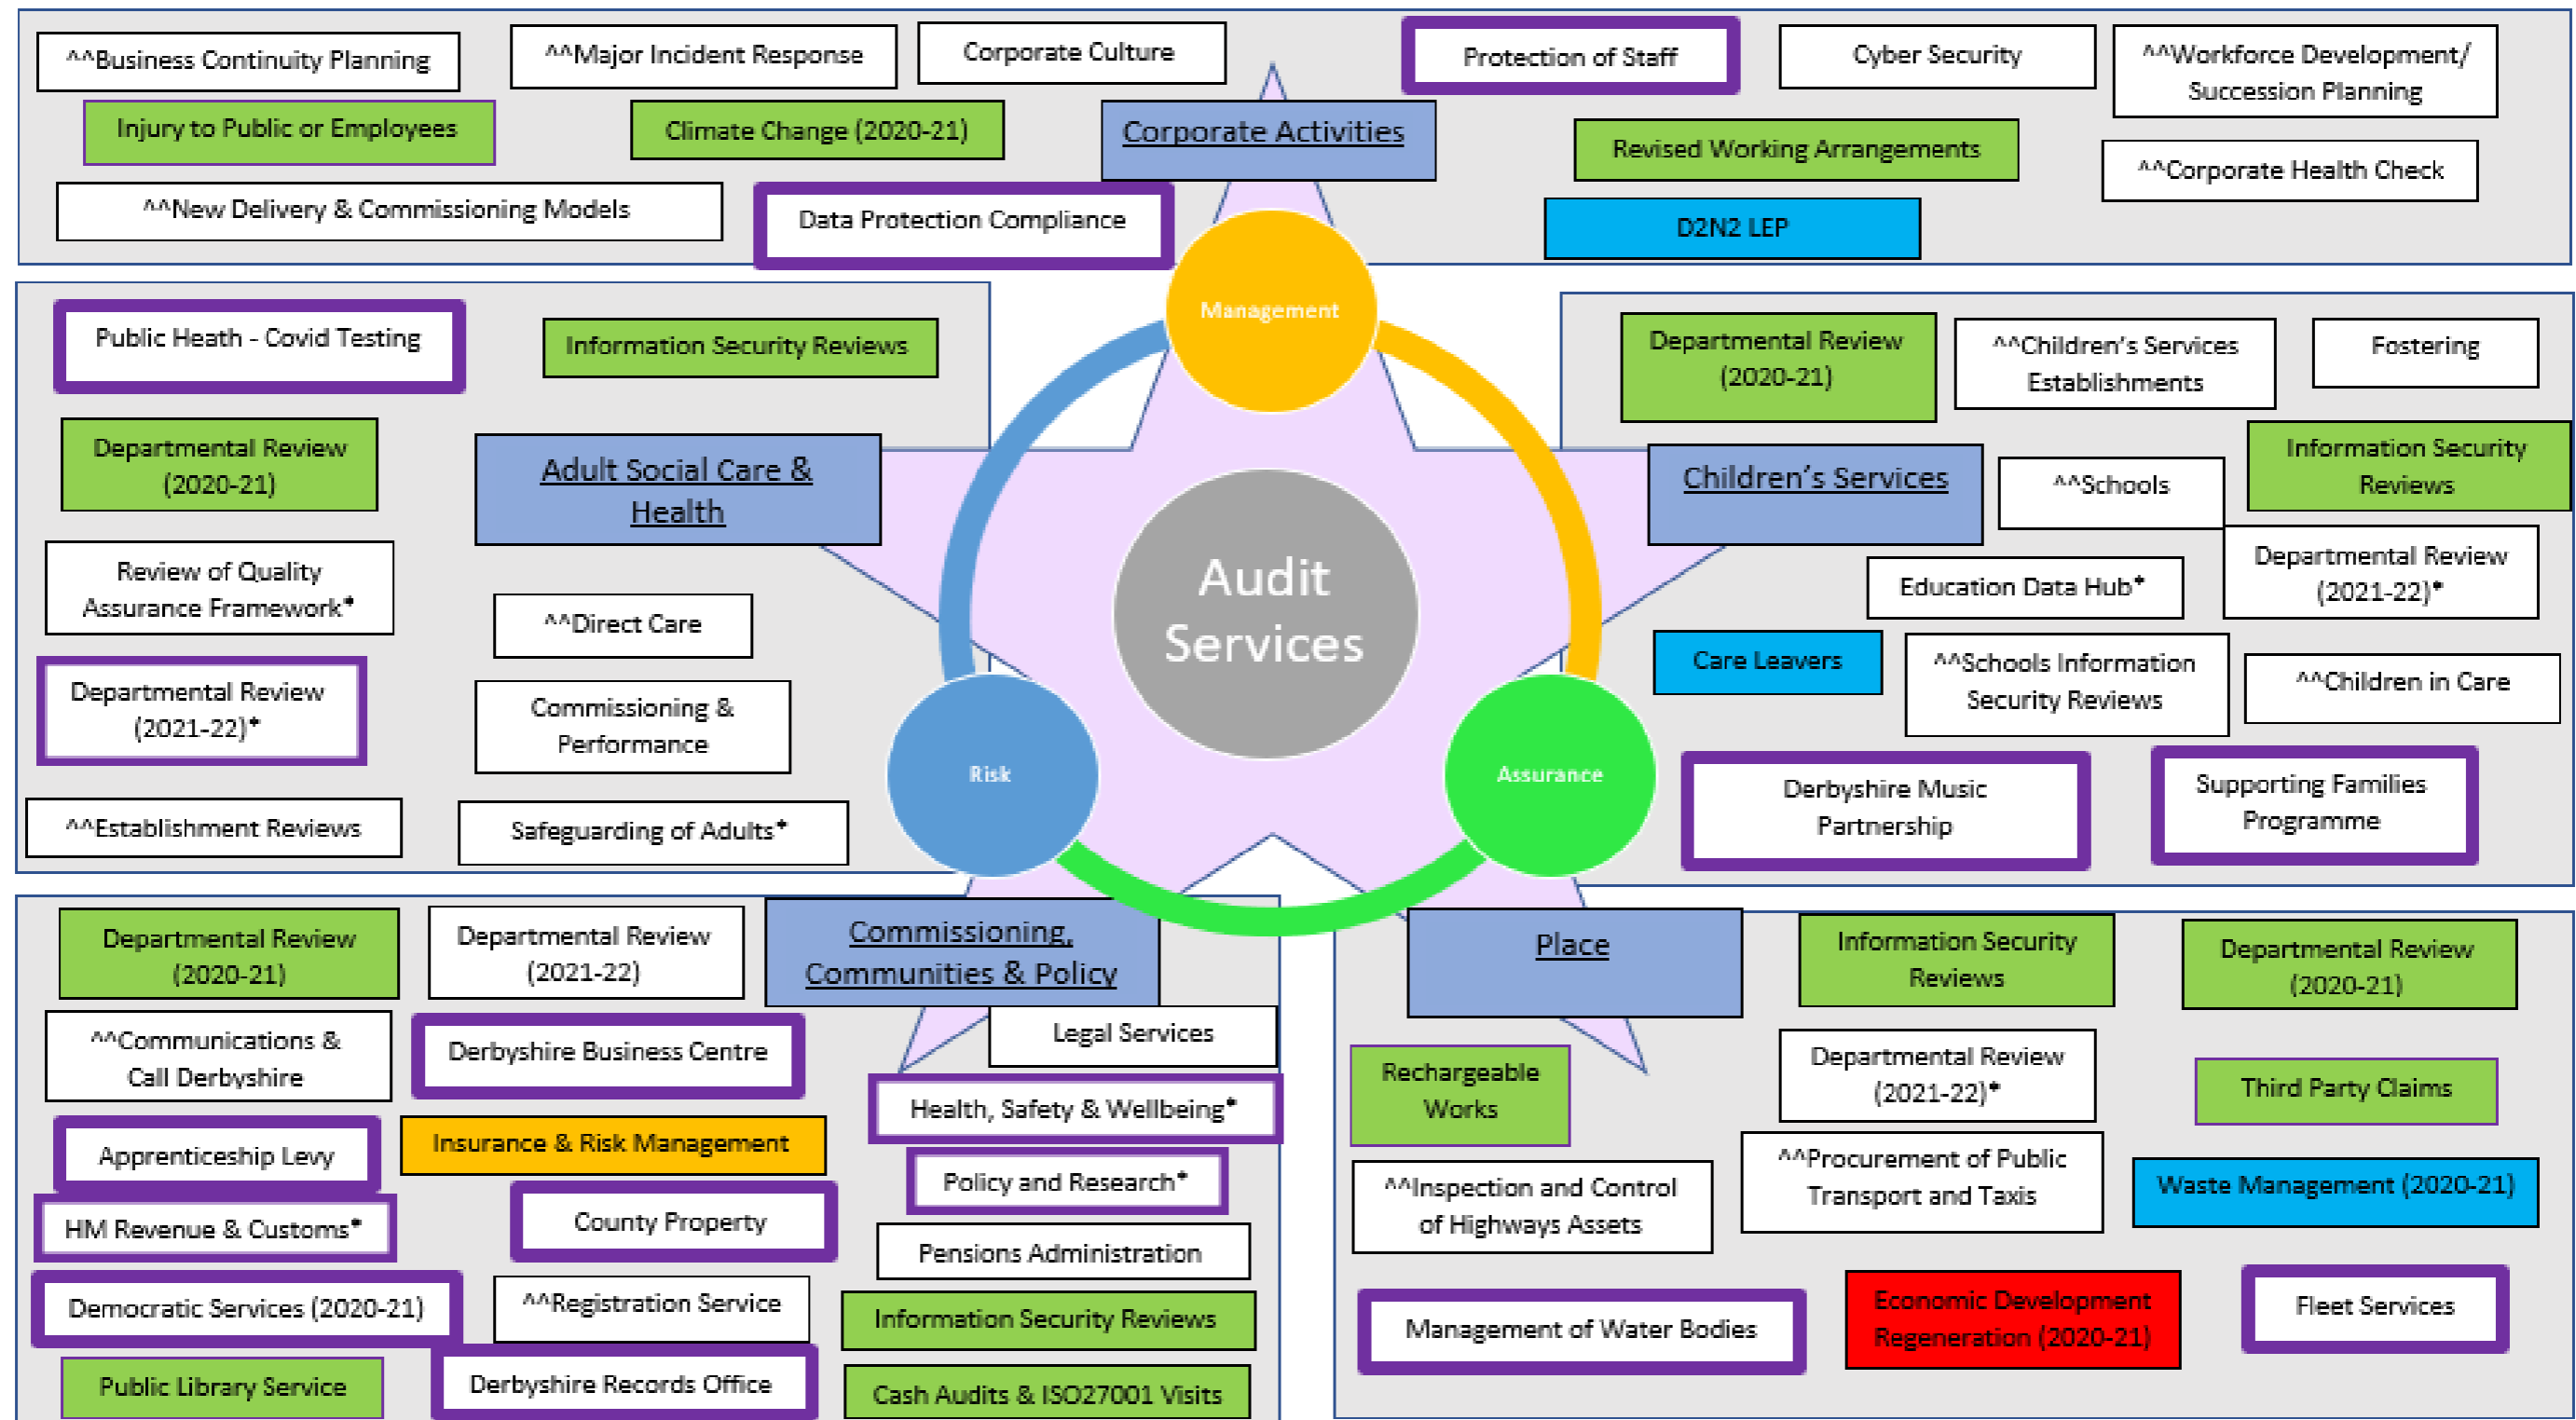 ^^Business Continuity Planning
^^Major Incident Response
Corporate Culture
Protection of Staff
Cyber Security
^^Workforce Development/
Succession Planning
Injury to Public or Employees
Climate Change (2020-21)
Corporate Activities
Revised Working Arrangements
^^Corporate Health Check
^^New Delivery & Commissioning Models
Data Protection Compliance
D2N2 LEP
Management
Public Heath - Covid Testing
Information Security Reviews
Departmental Review
(2020-21)
Adult Social Care &
Health
Review of Quality
Assurance Framework*
^^Direct Care
Departmental Review
(2021-22)*
Commissioning &
Performance
^^Establishment Reviews
Safeguarding of Adults*
Audit
Services
Risk
Assurance
Departmental Review
(2020-21)
^^Children's Services
Establishments
Fostering
Children's Services
^^Schools
Information Security
Reviews
Education Data Hub*
Departmental Review
(2021-22)*
Care Leavers
^^Schools Information
Security Reviews
^^Children in Care
Derbyshire Music
Partnership
Supporting Families
Programme
Departmental Review
(2020-21)
Departmental Review
(2021-22)
Commissioning,
Communities & Policy
^^Communications &
Call Derbyshire
Derbyshire Business Centre
Legal Services
Health, Safety & Wellbeing*
Apprenticeship Levy
Insurance & Risk Management
Policy and Research*
HM Revenue & Customs*
County Property
Pensions Administration
Democratic Services (2020-21)
^^Registration Service
Information Security Reviews
Public Library Service
Derbyshire Records Office
Cash Audits & ISO27001 Visits
Place
Information Security
Reviews
Departmental Review
(2020-21)
Rechargeable
Works
Departmental Review
(2021-22)*
Third Party Claims
^^Inspection and Control
of Highways Assets
^^Procurement of Public
Transport and Taxis
Waste Management (2020-21)
Management of Water Bodies
Economic Development
Regeneration (2020-21)
Fleet Services